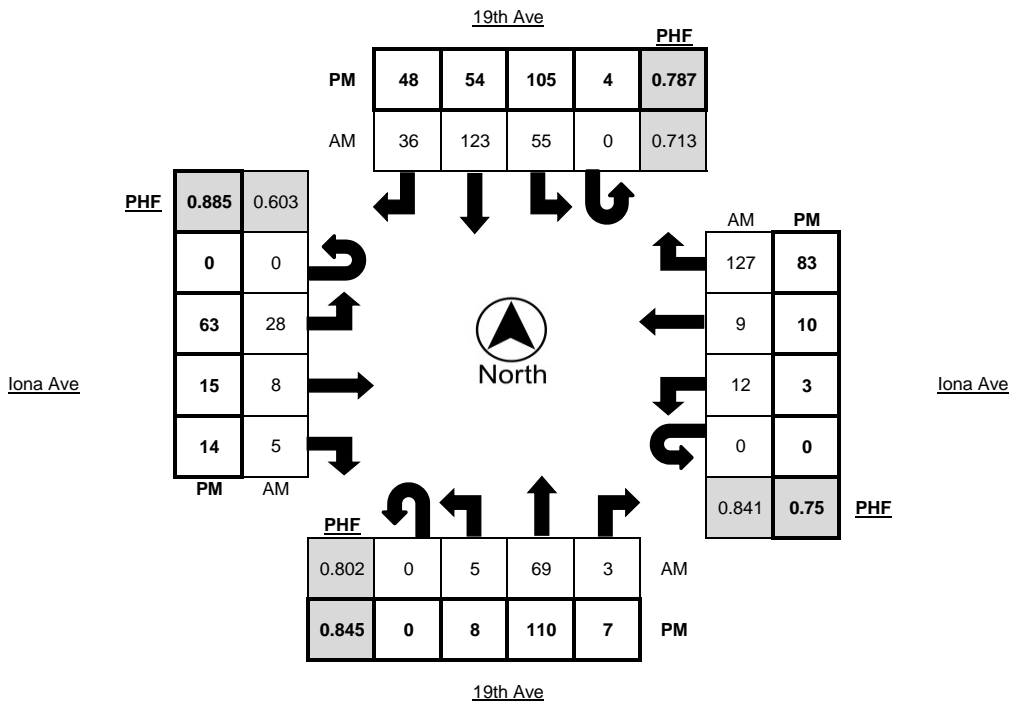 19th Ave
PHF
PM 48 54 105 4 0.787
AM 36 123 55 0 0.713
PHF 0.885 0.603
0 0
63 28
15 8
14 5
PM AM
Iona Ave
North
AM PM
127 83
9 10
12 3
0 0
0.841 0.75 PHF
Iona Ave
PHF
0.802 0 5 69 3 AM
0.845 0 8 110 7 PM
19th Ave